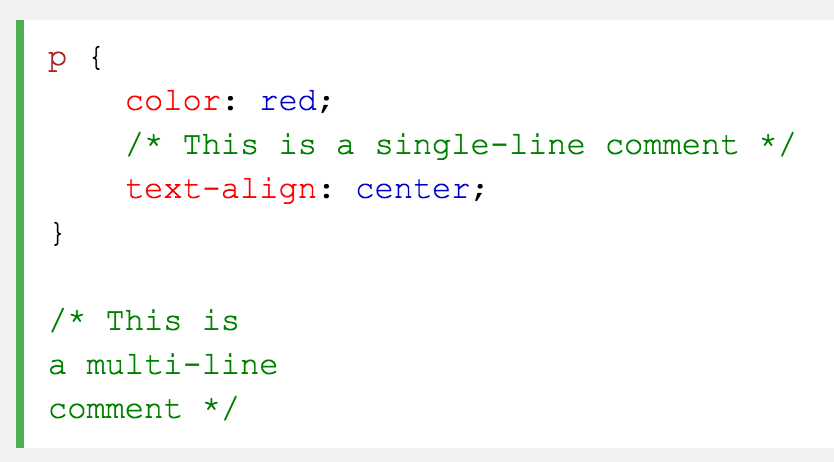 p {
    color: red;
    /* This is a single-line comment */
    text-align: center;
}
/* This is
a multi-line
comment */